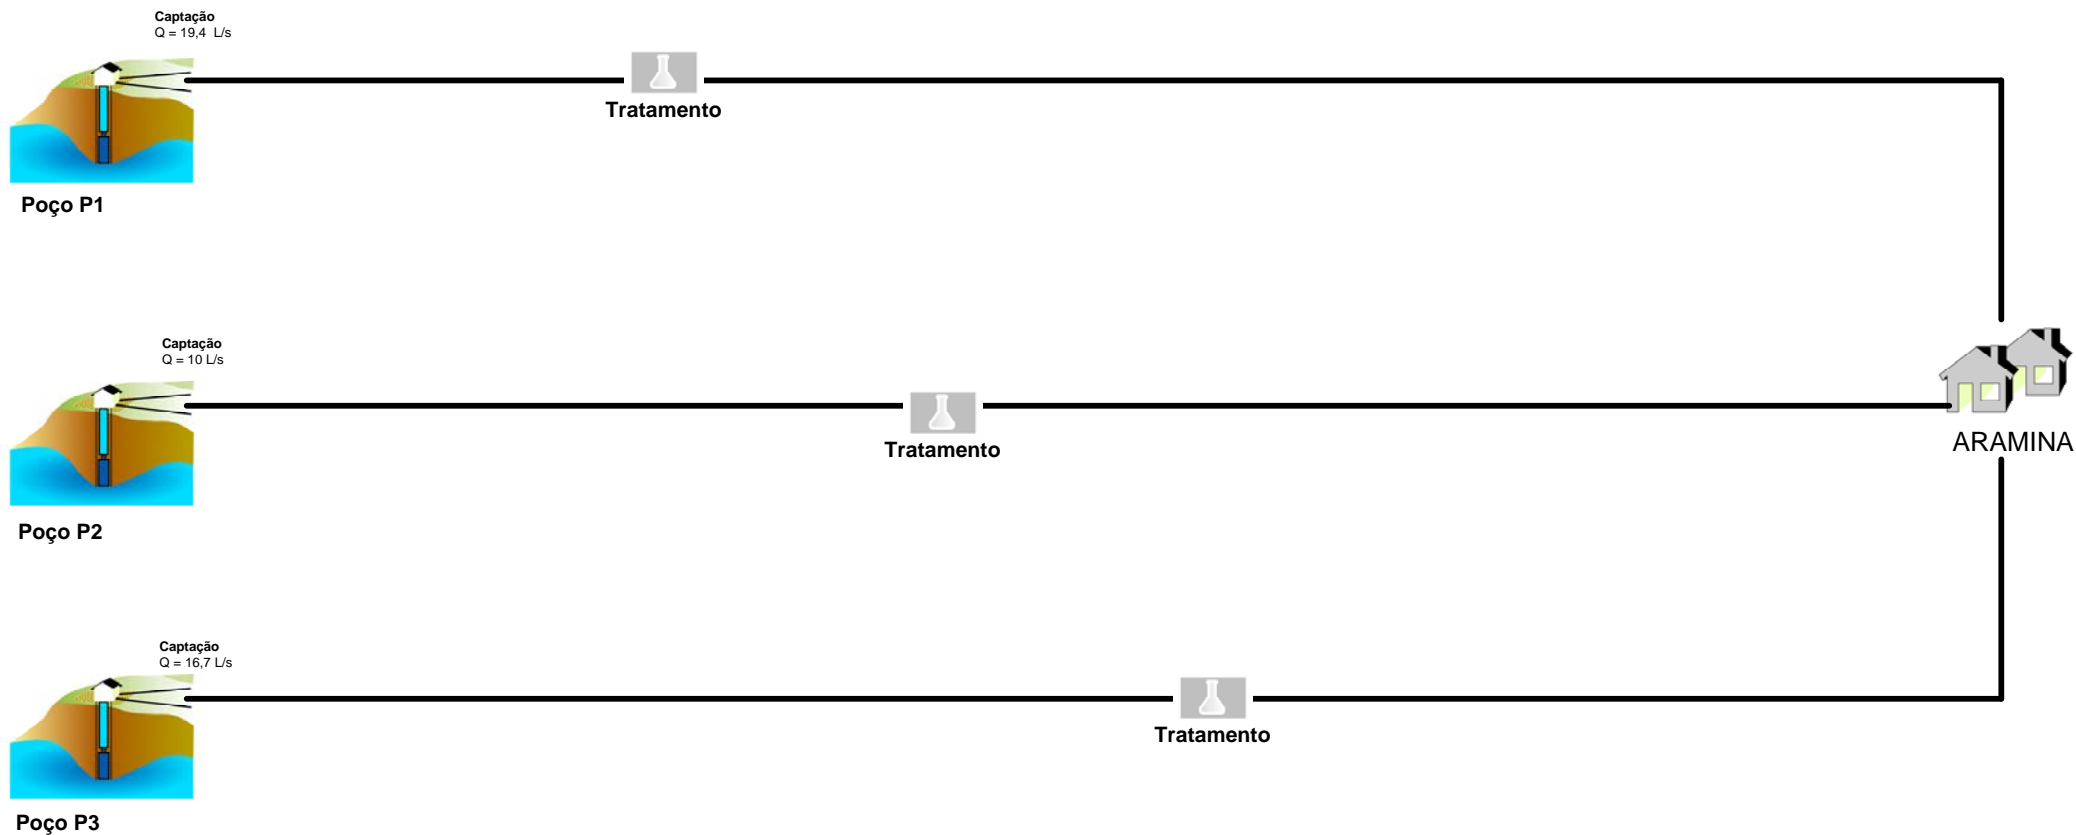 Captação
Q = 19,4 L/s
Tratamento
Poço P1
Captação
Q = 10 L/s
Tratamento
ARAMINA
Poço P2
Captação
Q = 16,7 L/s
Tratamento
Poço P3